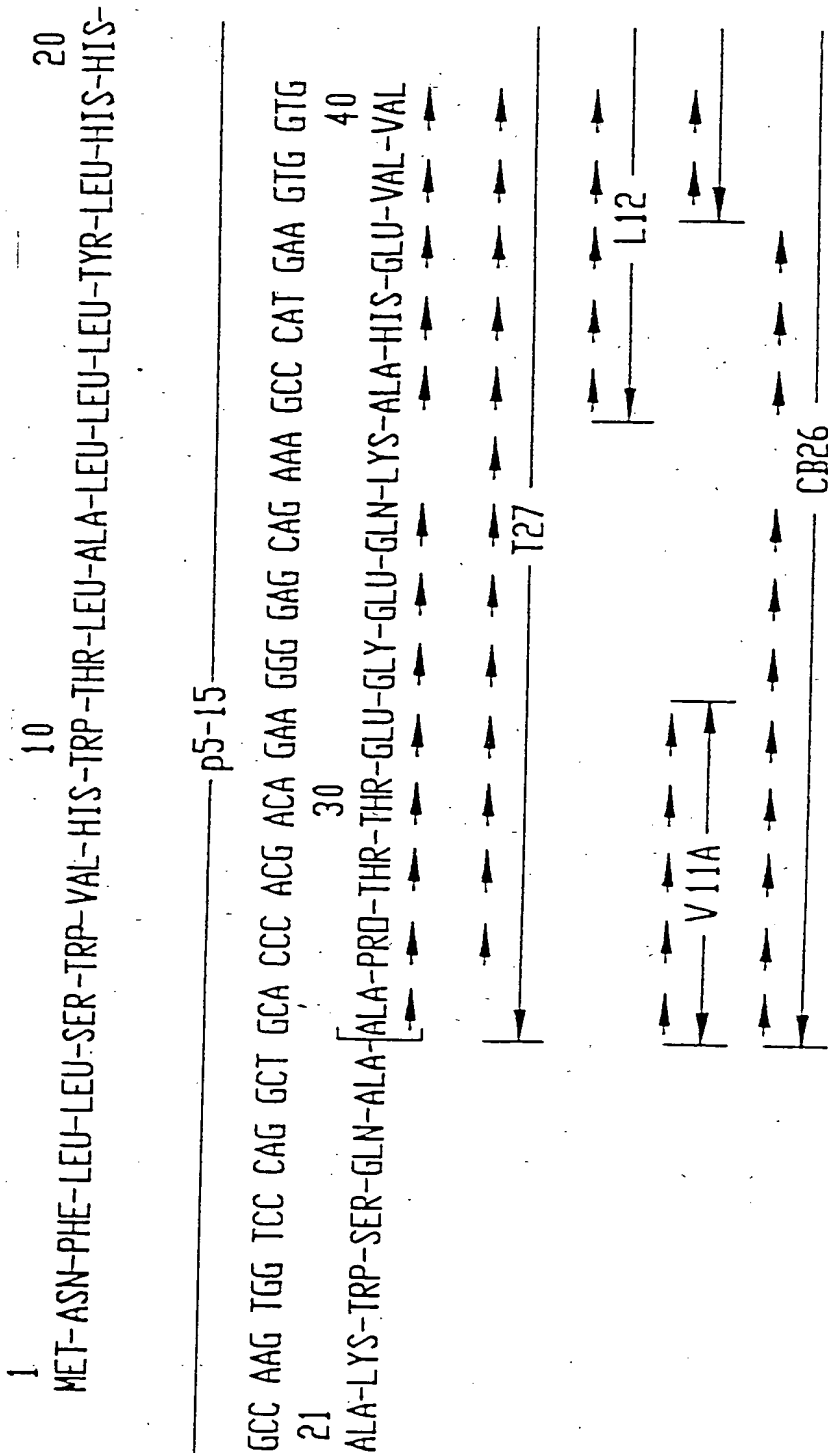 1 10 20
MET-ASN-PHE-LEU-LEU-SER-TRP-VAL-HIS-TRP-THR-LEU-ALA-LEU-LEU-LEU-TYR-LEU-HIS-HIS-
p5-15
GCC AAG TGG TCC CAG GCT GCA CCC ACG ACA GAA GGG GAG CAG AAA GCC CAT GAA GTG GTG
21 30 40
ALA-LYS-TRP-SER-GLN-ALA-[ALA-PRO-THR-THR-GLU-GLY-GLU-GLN-LYS-ALA-HIS-GLU-VAL-VAL
T27
L12
V11A
CB26